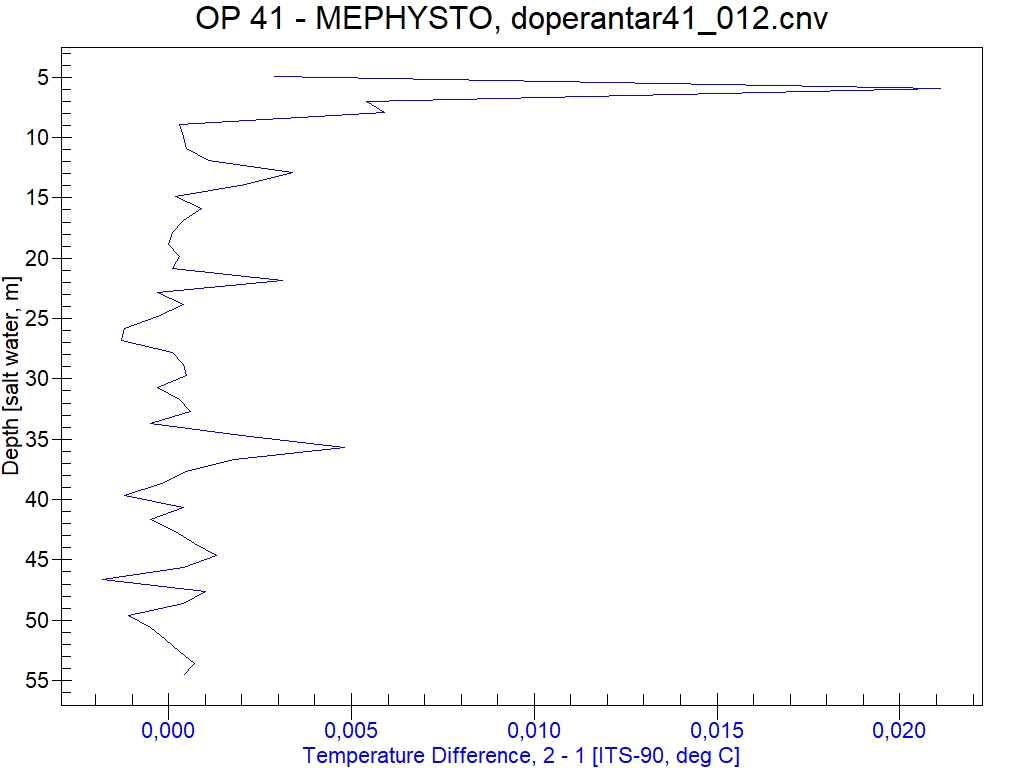 OP 41 - MEPHYSTO, doperantar41_012.cnv
5
10
15
20
25
30
35
40
45
50
55
Depth [salt water, m]
0,000 0,005 0,010 0,015 0,020
Temperature Difference, 2 - 1 [ITS-90, deg C]